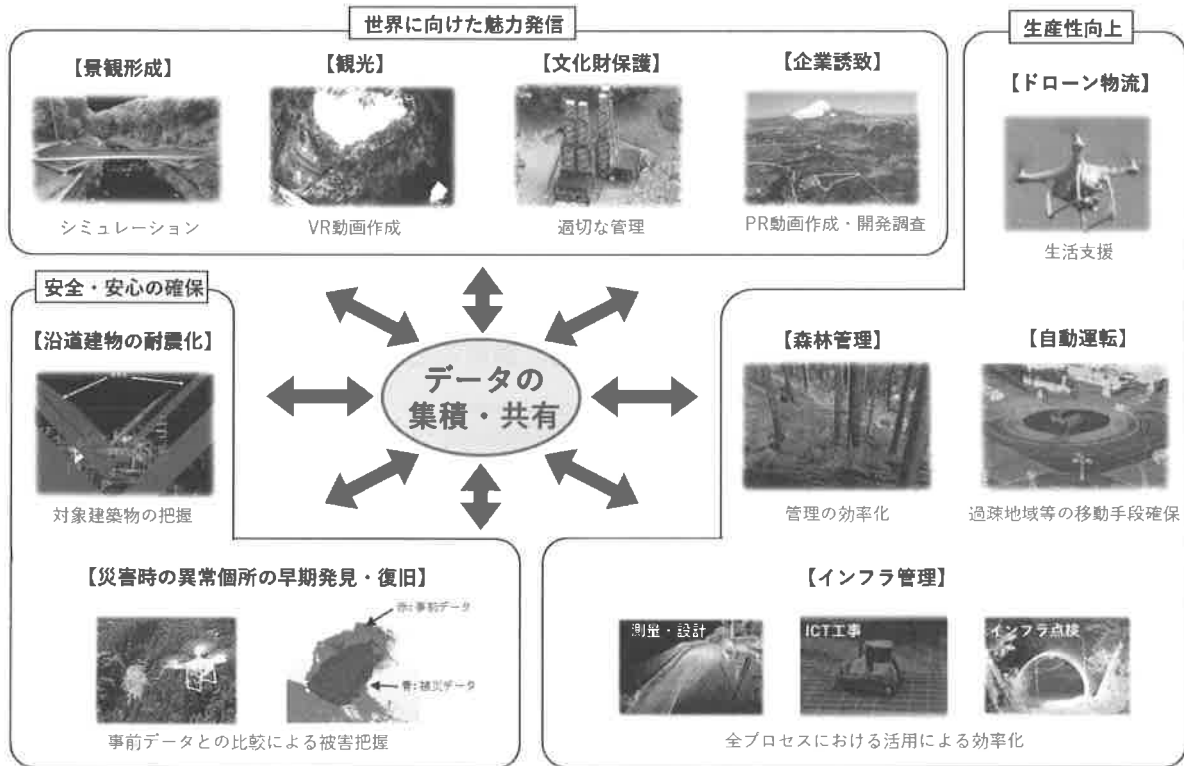 世界に向けた魅力発信
【景観形成】
【観光】
【文化財保護】
【企業誘致】
シミュレーション
VR動画作成
適切な管理
PR動画作成・開発調査
生産性向上
【ドローン物流】
生活支援
安全・安心の確保
【沿道建物の耐震化】
対象建築物の把握
データの
集積・共有
【森林管理】
【自動運転】
管理の効率化
過疎地域等の移動手段確保
【災害時の異常個所の早期発見・復旧】
赤：事前データ
青：被災データ
事前データとの比較による被害把握
【インフラ管理】
測量・設計
ICT工事
インフラ点検
全プロセスにおける活用による効率化